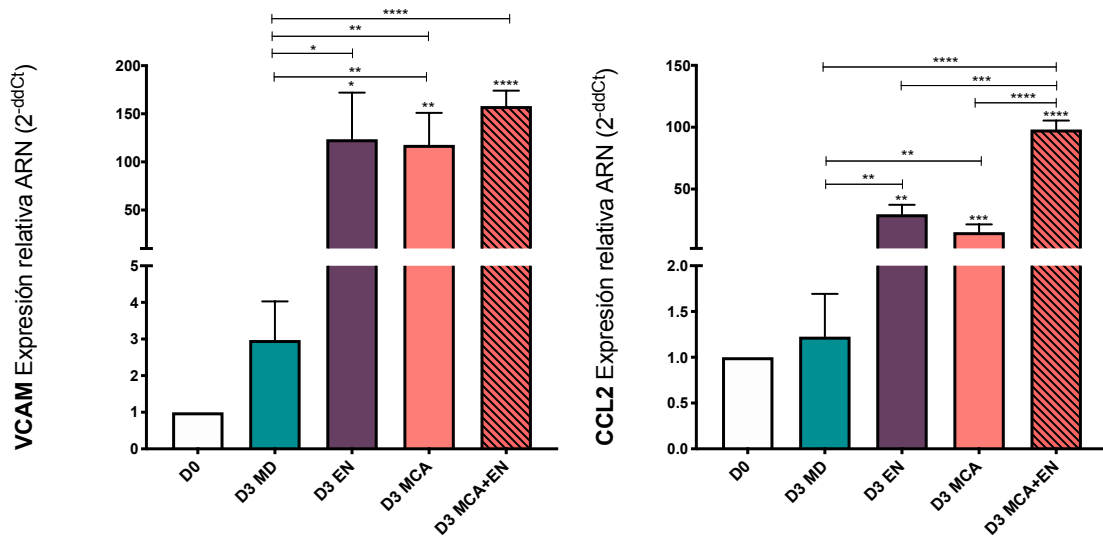 VCAM Expresión relativa ARN (2-ddCt)
****
**
*
**
*
**
****
200
150
100
50
5
4
3
2
1
0
D0
D3 MD
D3 EN
D3 MCA
D3 MCA+EN
CCL2 Expresión relativa ARN (2-ddCt)
****
***
****
****
**
**
**
***
150
100
50
2.0
1.5
1.0
0.5
0.0
D0
D3 MD
D3 EN
D3 MCA
D3 MCA+EN